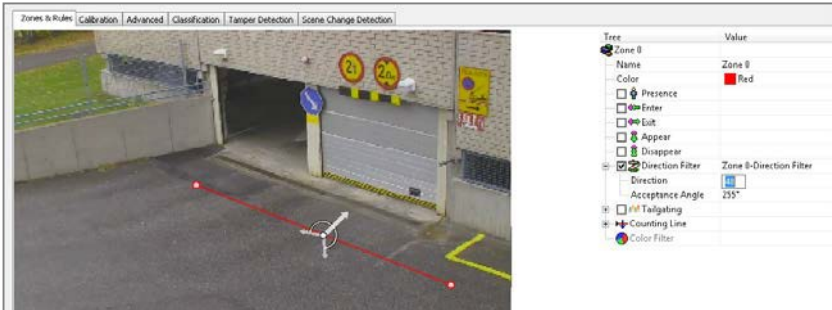 Zones & Rules Calibration Advanced Classification Tamper Detection Scene Change Detection
Tree Value
Zone 0
Name Zone 0
Color Red
Presence
Enter
Exit
Appear
Disappear
Direction Filter Zone 0-Direction Filter
Direction
Acceptance Angle 255°
Tailgating
Counting Line
Color Filter